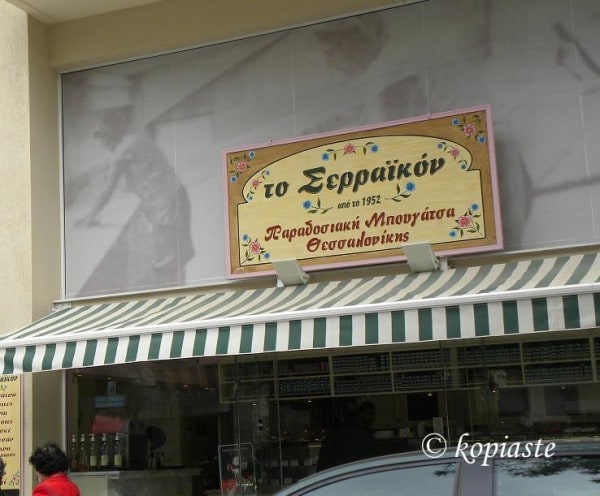 το Σερραϊκόν
από το 1952
Παραδοσιακή Μπουγάτσα
Θεσσαλονίκης
© kopiaste